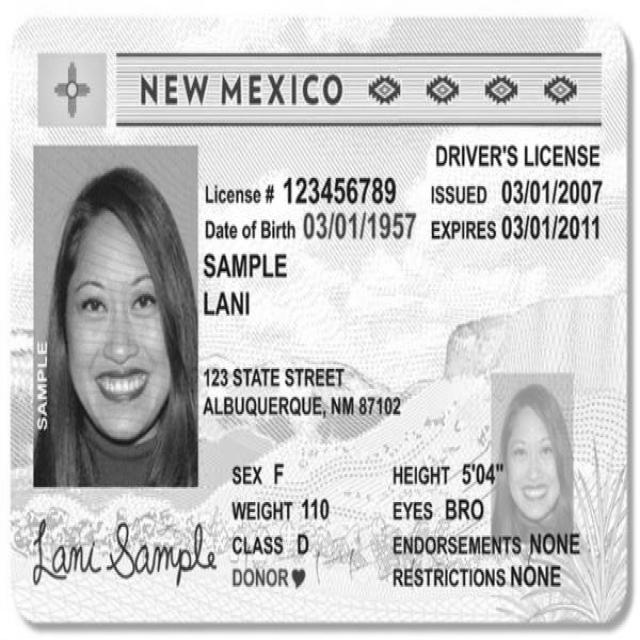 NEW MEXICO
DRIVER'S LICENSE
License # 123456789 ISSUED 03/01/2007
Date of Birth 03/01/1957 EXPIRES 03/01/2011
SAMPLE
LANI
SAMPLE
123 STATE STREET
ALBUQUERQUE, NM 87102
SEX F HEIGHT 5'04"
WEIGHT 110 EYES BRO
CLASS D ENDORSEMENTS NONE
DONOR♥ RESTRICTIONS NONE
Lani Sample